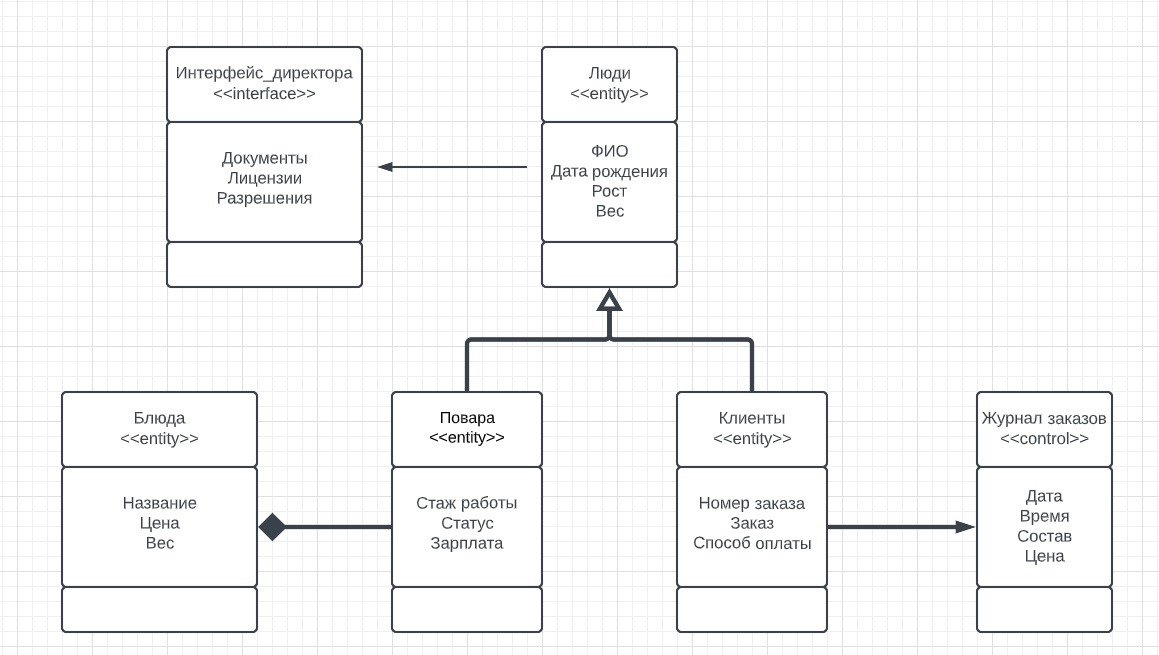 Интерфейс_директора
<<interface>>
Документы
Лицензии
Разрешения
Люди
<<entity>>
ФИО
Дата рождения
Рост
Вес
Блюда
<<entity>>
Название
Цена
Вес
Повара
<<entity>>
Стаж работы
Статус
Зарплата
Клиенты
<<entity>>
Номер заказа
Заказ
Способ оплаты
Журнал заказов
<<control>>
Дата
Время
Состав
Цена